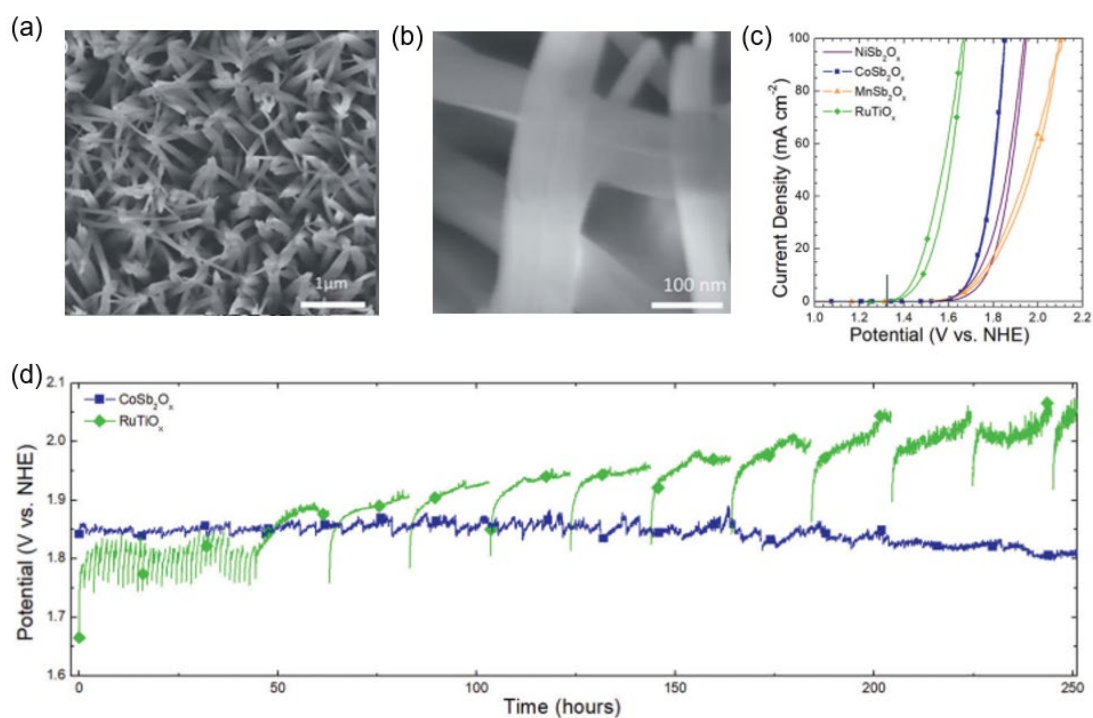 (a)
1μm
(b)
100 nm
(c)
100
80
60
40
20
0
Current Density (mA cm⁻²)
NiSb₂Oₓ
CoSb₂Oₓ
MnSb₂Oₓ
RuTiOₓ
1.0 1.2 1.4 1.6 1.8 2.0 2.2
Potential (V vs. NHE)
(d)
2.1
2.0
1.9
1.8
1.7
1.6
Potential (V vs. NHE)
CoSb₂Oₓ
RuTiOₓ
0 50 100 150 200 250
Time (hours)